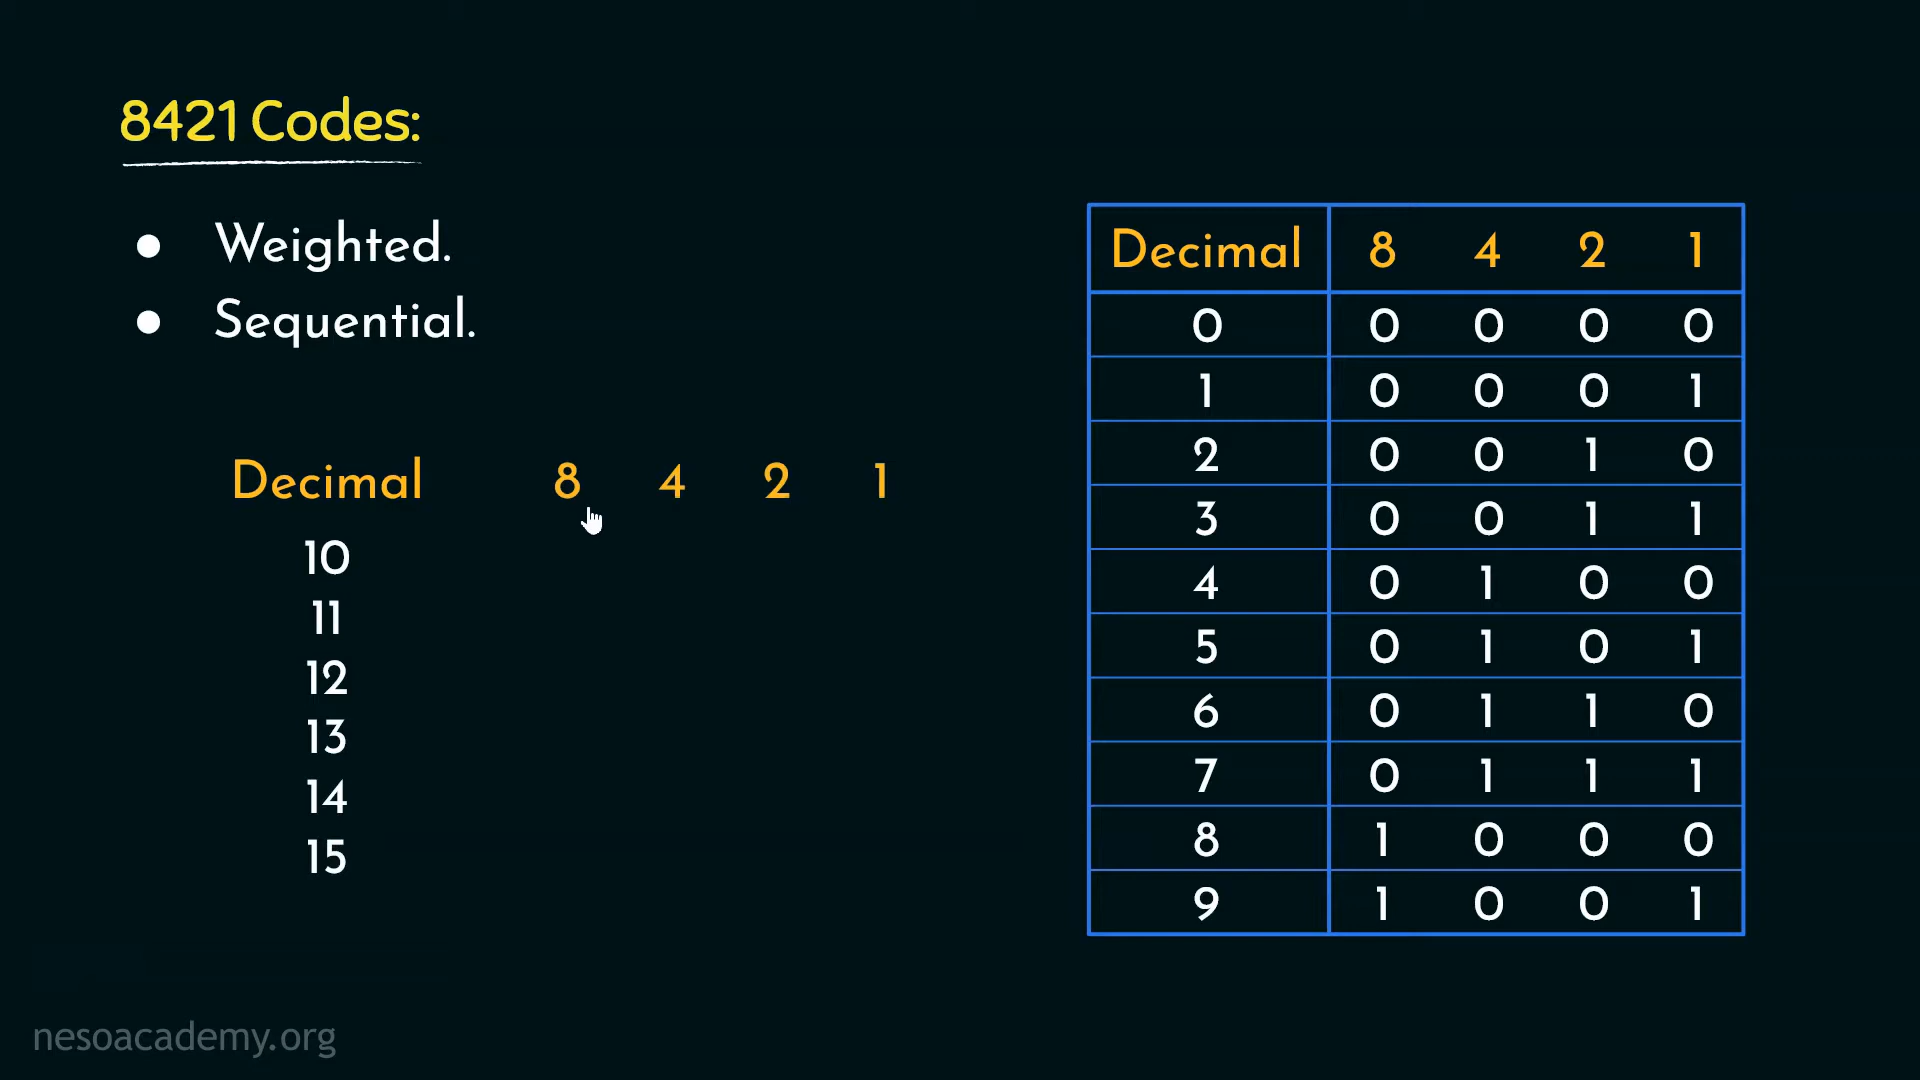 8421 Codes:
● Weighted.
● Sequential.
Decimal 8 4 2 1
10
11
12
13
14
15
Decimal 8 4 2 1
0 0 0 0 0
1 0 0 0 1
2 0 0 1 0
3 0 0 1 1
4 0 1 0 0
5 0 1 0 1
6 0 1 1 0
7 0 1 1 1
8 1 0 0 0
9 1 0 0 1
nesoacademy.org